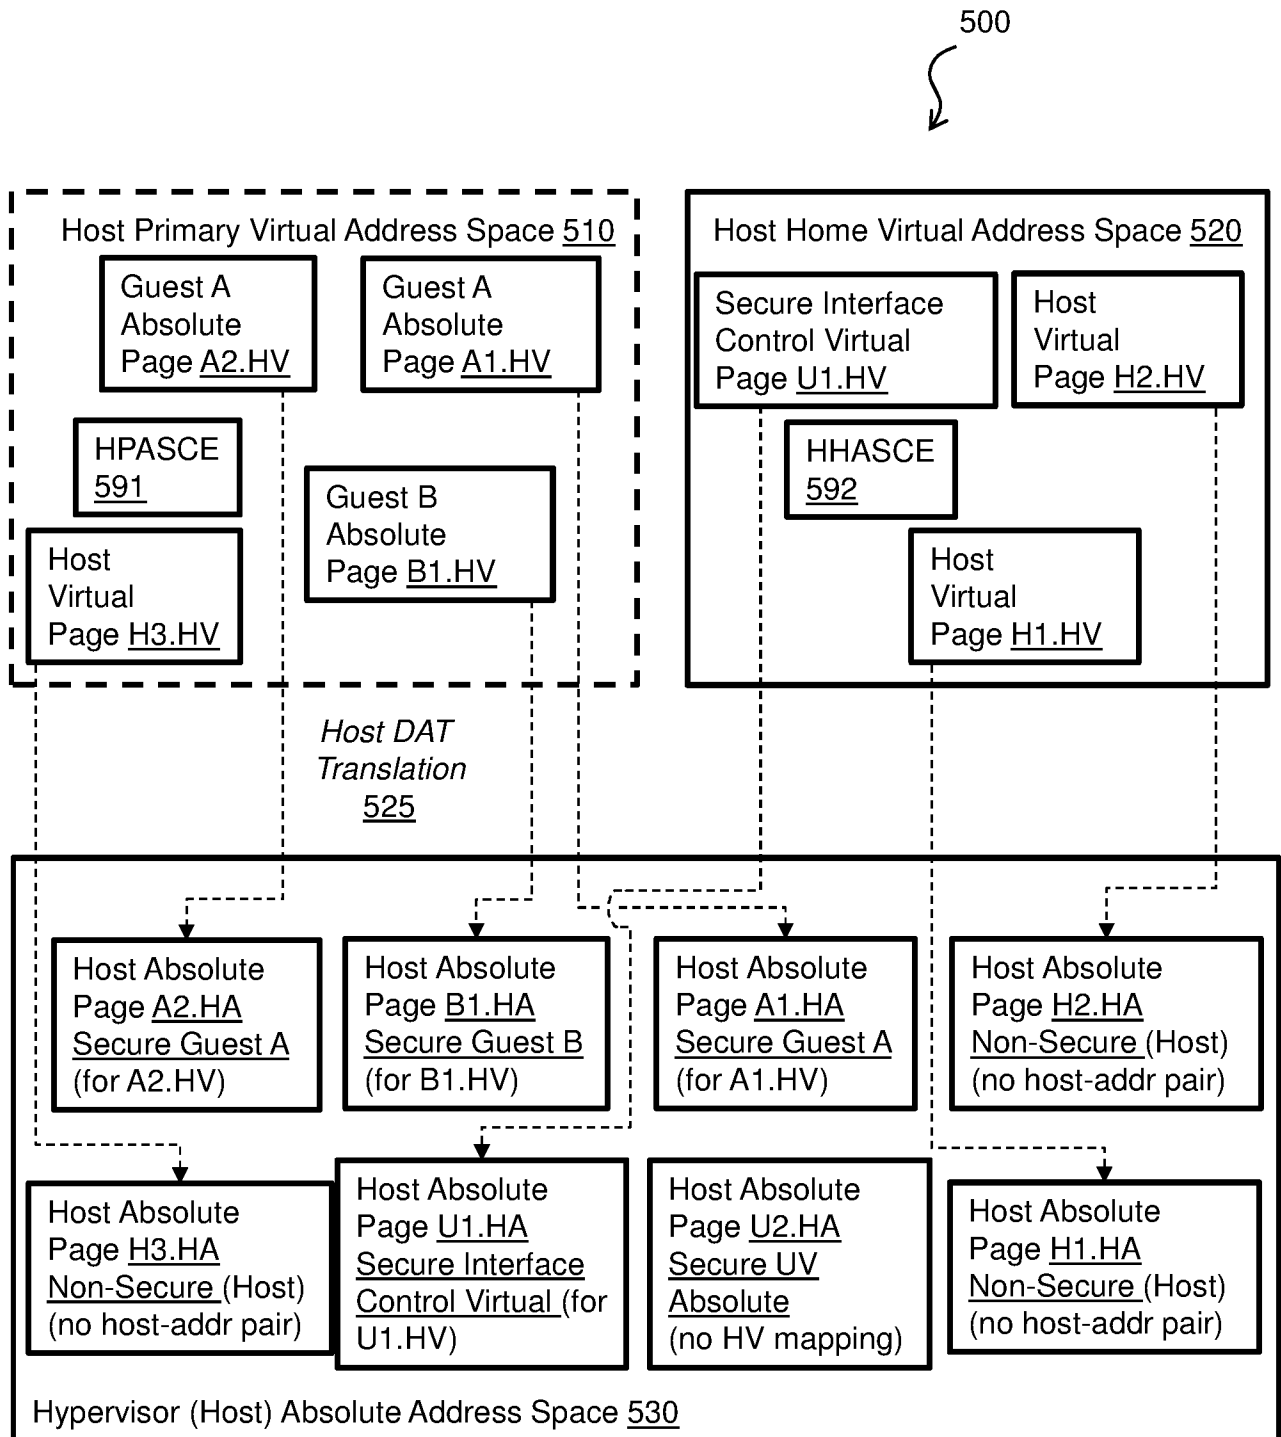 500
Host Primary Virtual Address Space 510
Guest A
Absolute
Page A2.HV
Guest A
Absolute
Page A1.HV
HPASCE
591
Guest B
Absolute
Page B1.HV
Host
Virtual
Page H3.HV
Host Home Virtual Address Space 520
Secure Interface
Control Virtual
Page U1.HV
Host
Virtual
Page H2.HV
HHASCE
592
Host
Virtual
Page H1.HV
Host DAT
Translation
525
Host Absolute
Page A2.HA
Secure Guest A
(for A2.HV)
Host Absolute
Page B1.HA
Secure Guest B
(for B1.HV)
Host Absolute
Page A1.HA
Secure Guest A
(for A1.HV)
Host Absolute
Page H2.HA
Non-Secure (Host)
(no host-addr pair)
Host Absolute
Page H3.HA
Non-Secure (Host)
(no host-addr pair)
Host Absolute
Page U1.HA
Secure Interface
Control Virtual (for
U1.HV)
Host Absolute
Page U2.HA
Secure UV
Absolute
(no HV mapping)
Host Absolute
Page H1.HA
Non-Secure (Host)
(no host-addr pair)
Hypervisor (Host) Absolute Address Space 530